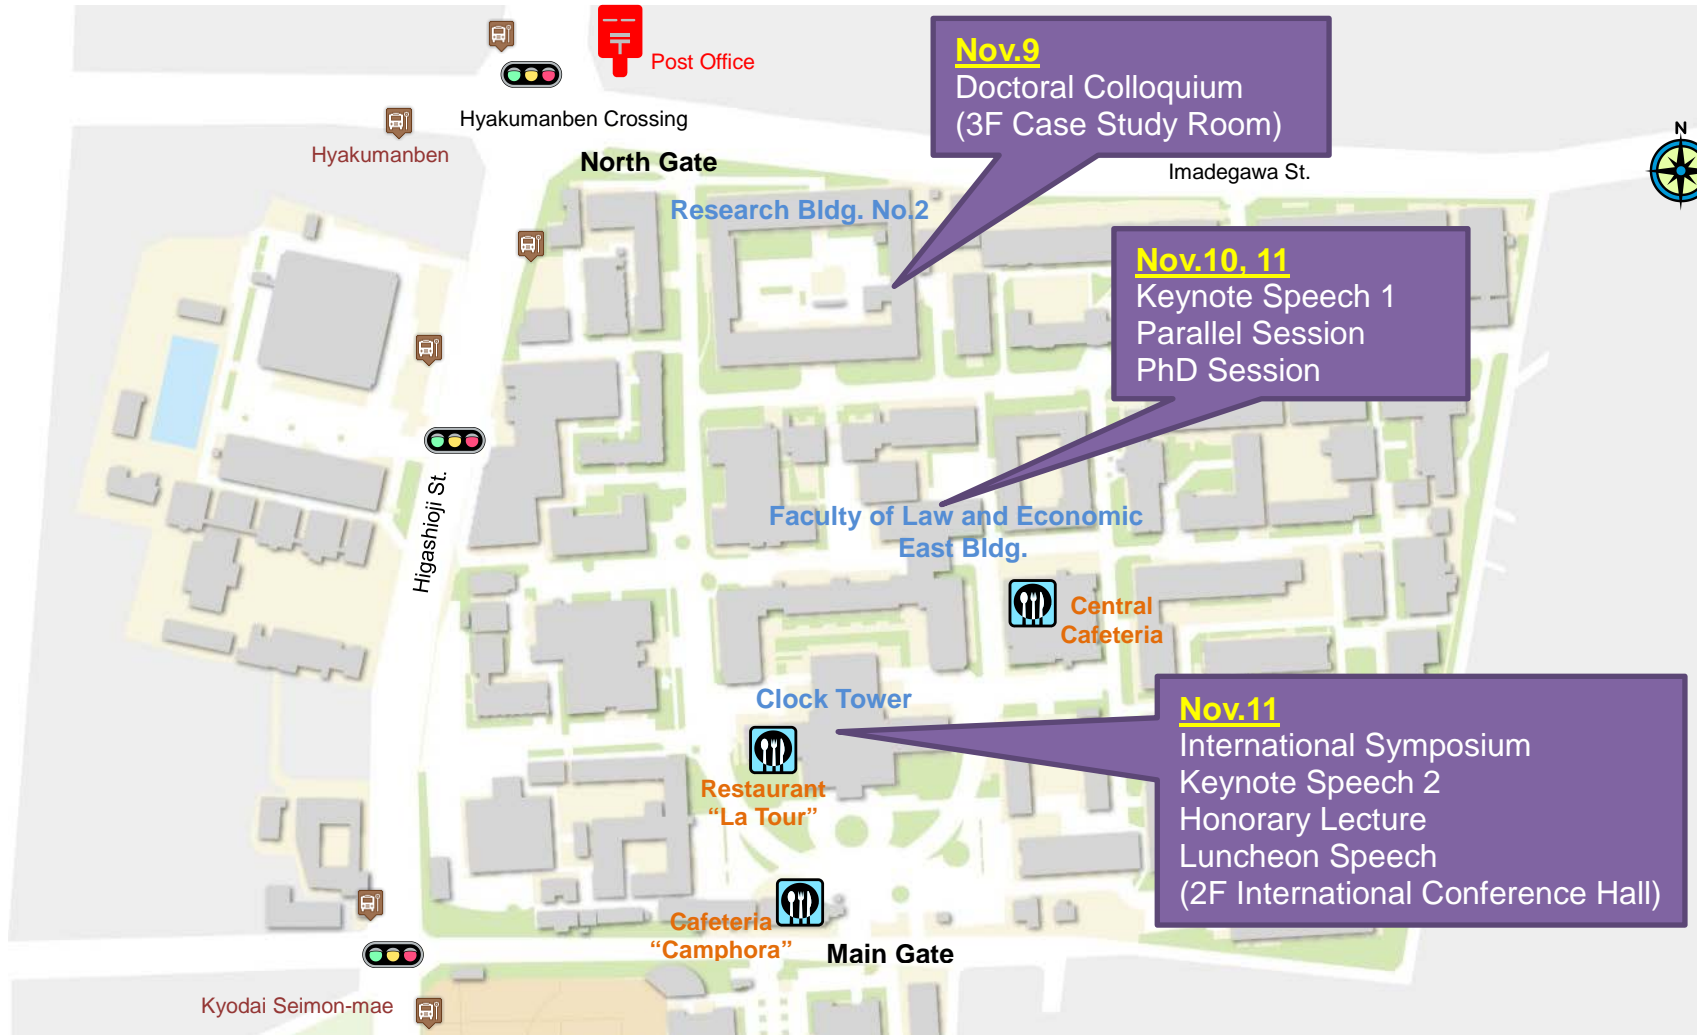 Post Office
Hyakumanben Crossing
Hyakumanben
North Gate
Nov.9
Doctoral Colloquium
(3F Case Study Room)
N
Imadegawa St.
Research Bldg. No.2
Nov.10, 11
Keynote Speech 1
Parallel Session
PhD Session
Higashioji St.
Faculty of Law and Economic
East Bldg.
Central
Cafeteria
Clock Tower
Restaurant
“La Tour”
Nov.11
International Symposium
Keynote Speech 2
Honorary Lecture
Luncheon Speech
(2F International Conference Hall)
Cafeteria
“Camphora”
Main Gate
Kyodai Seimon-mae